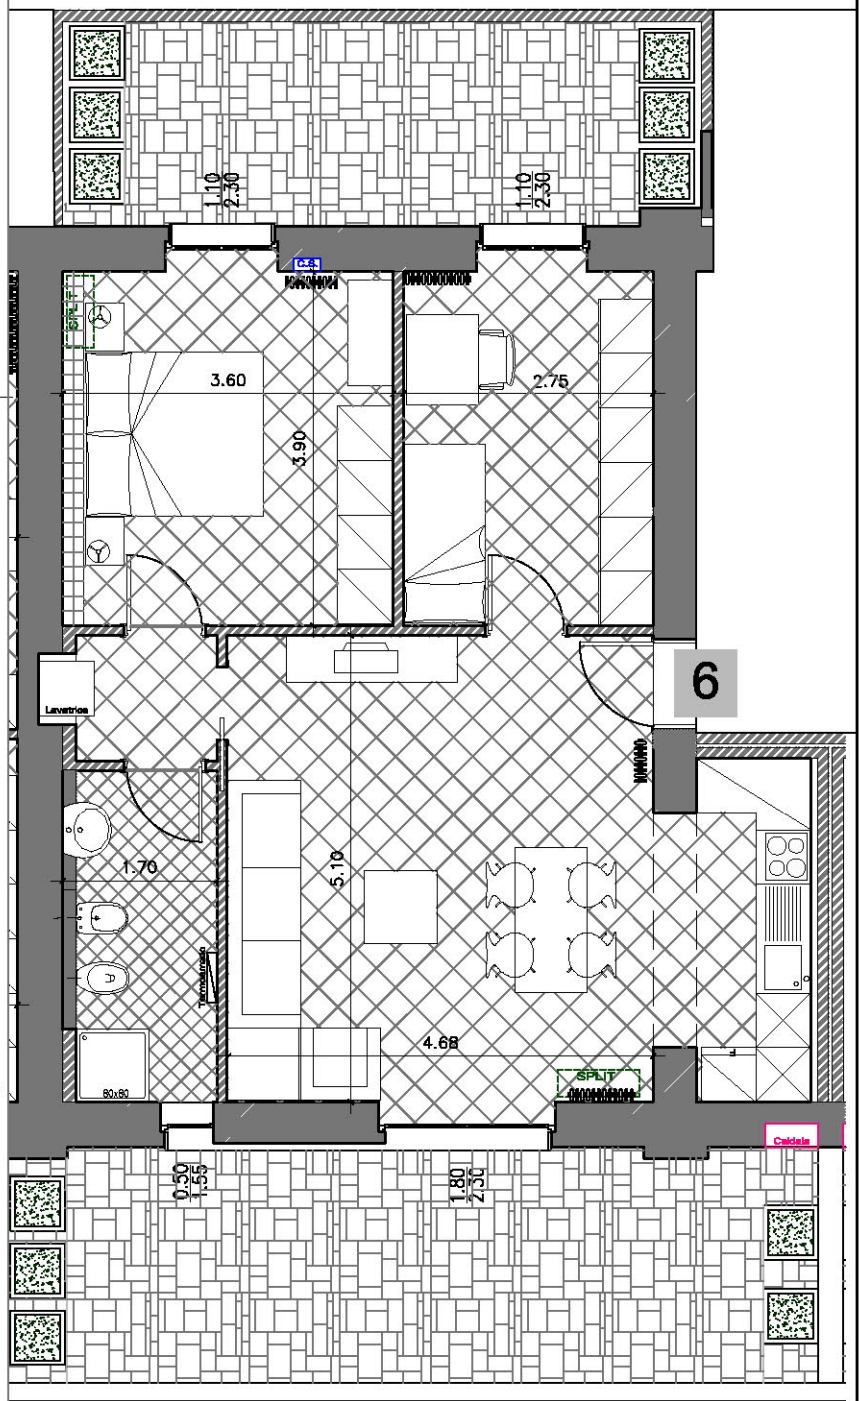 1.10
2.30
1.10
2.30
C.S.
SPLIT
3.60
2.75
3.90
6
Lavatrice
1.70
5.10
Termoarredo
4.68
SPLIT
F
80x80
Caldaia
0.50
1.55
1.80
2.30